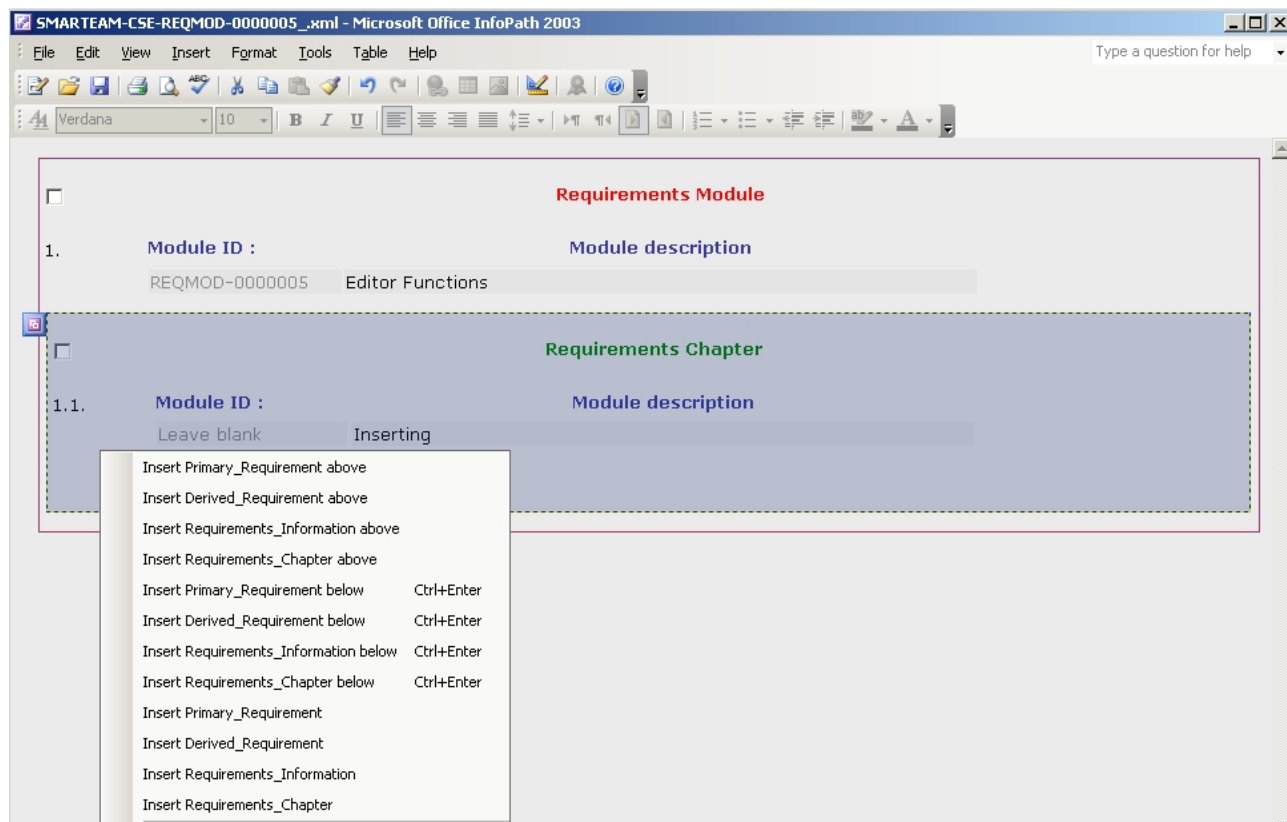 SMARTEAM-CSE-REQMOD-0000005_.xml - Microsoft Office InfoPath 2003
File Edit View Insert Format Tools Table Help Type a question for help
ABC
Verdana 10 B I U A
Requirements Module
1. Module ID : Module description
REQMOD-0000005 Editor Functions
Requirements Chapter
1.1. Module ID : Module description
Leave blank Inserting
Insert Primary_Requirement above
Insert Derived_Requirement above
Insert Requirements_Information above
Insert Requirements_Chapter above
Insert Primary_Requirement below Ctrl+Enter
Insert Derived_Requirement below Ctrl+Enter
Insert Requirements_Information below Ctrl+Enter
Insert Requirements_Chapter below Ctrl+Enter
Insert Primary_Requirement
Insert Derived_Requirement
Insert Requirements_Information
Insert Requirements_Chapter